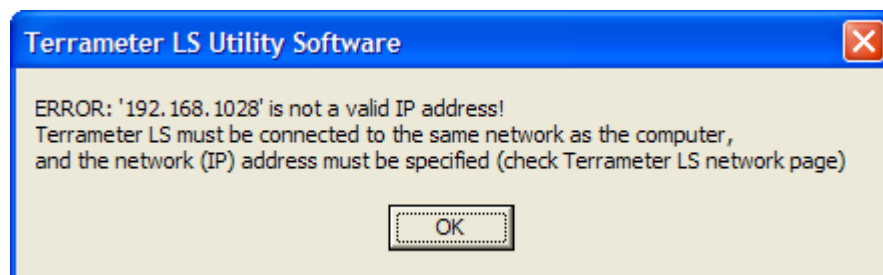 Terrameter LS Utility Software
ERROR: '192.168.1028' is not a valid IP address!
Terrameter LS must be connected to the same network as the computer,
and the network (IP) address must be specified (check Terrameter LS network page)
OK